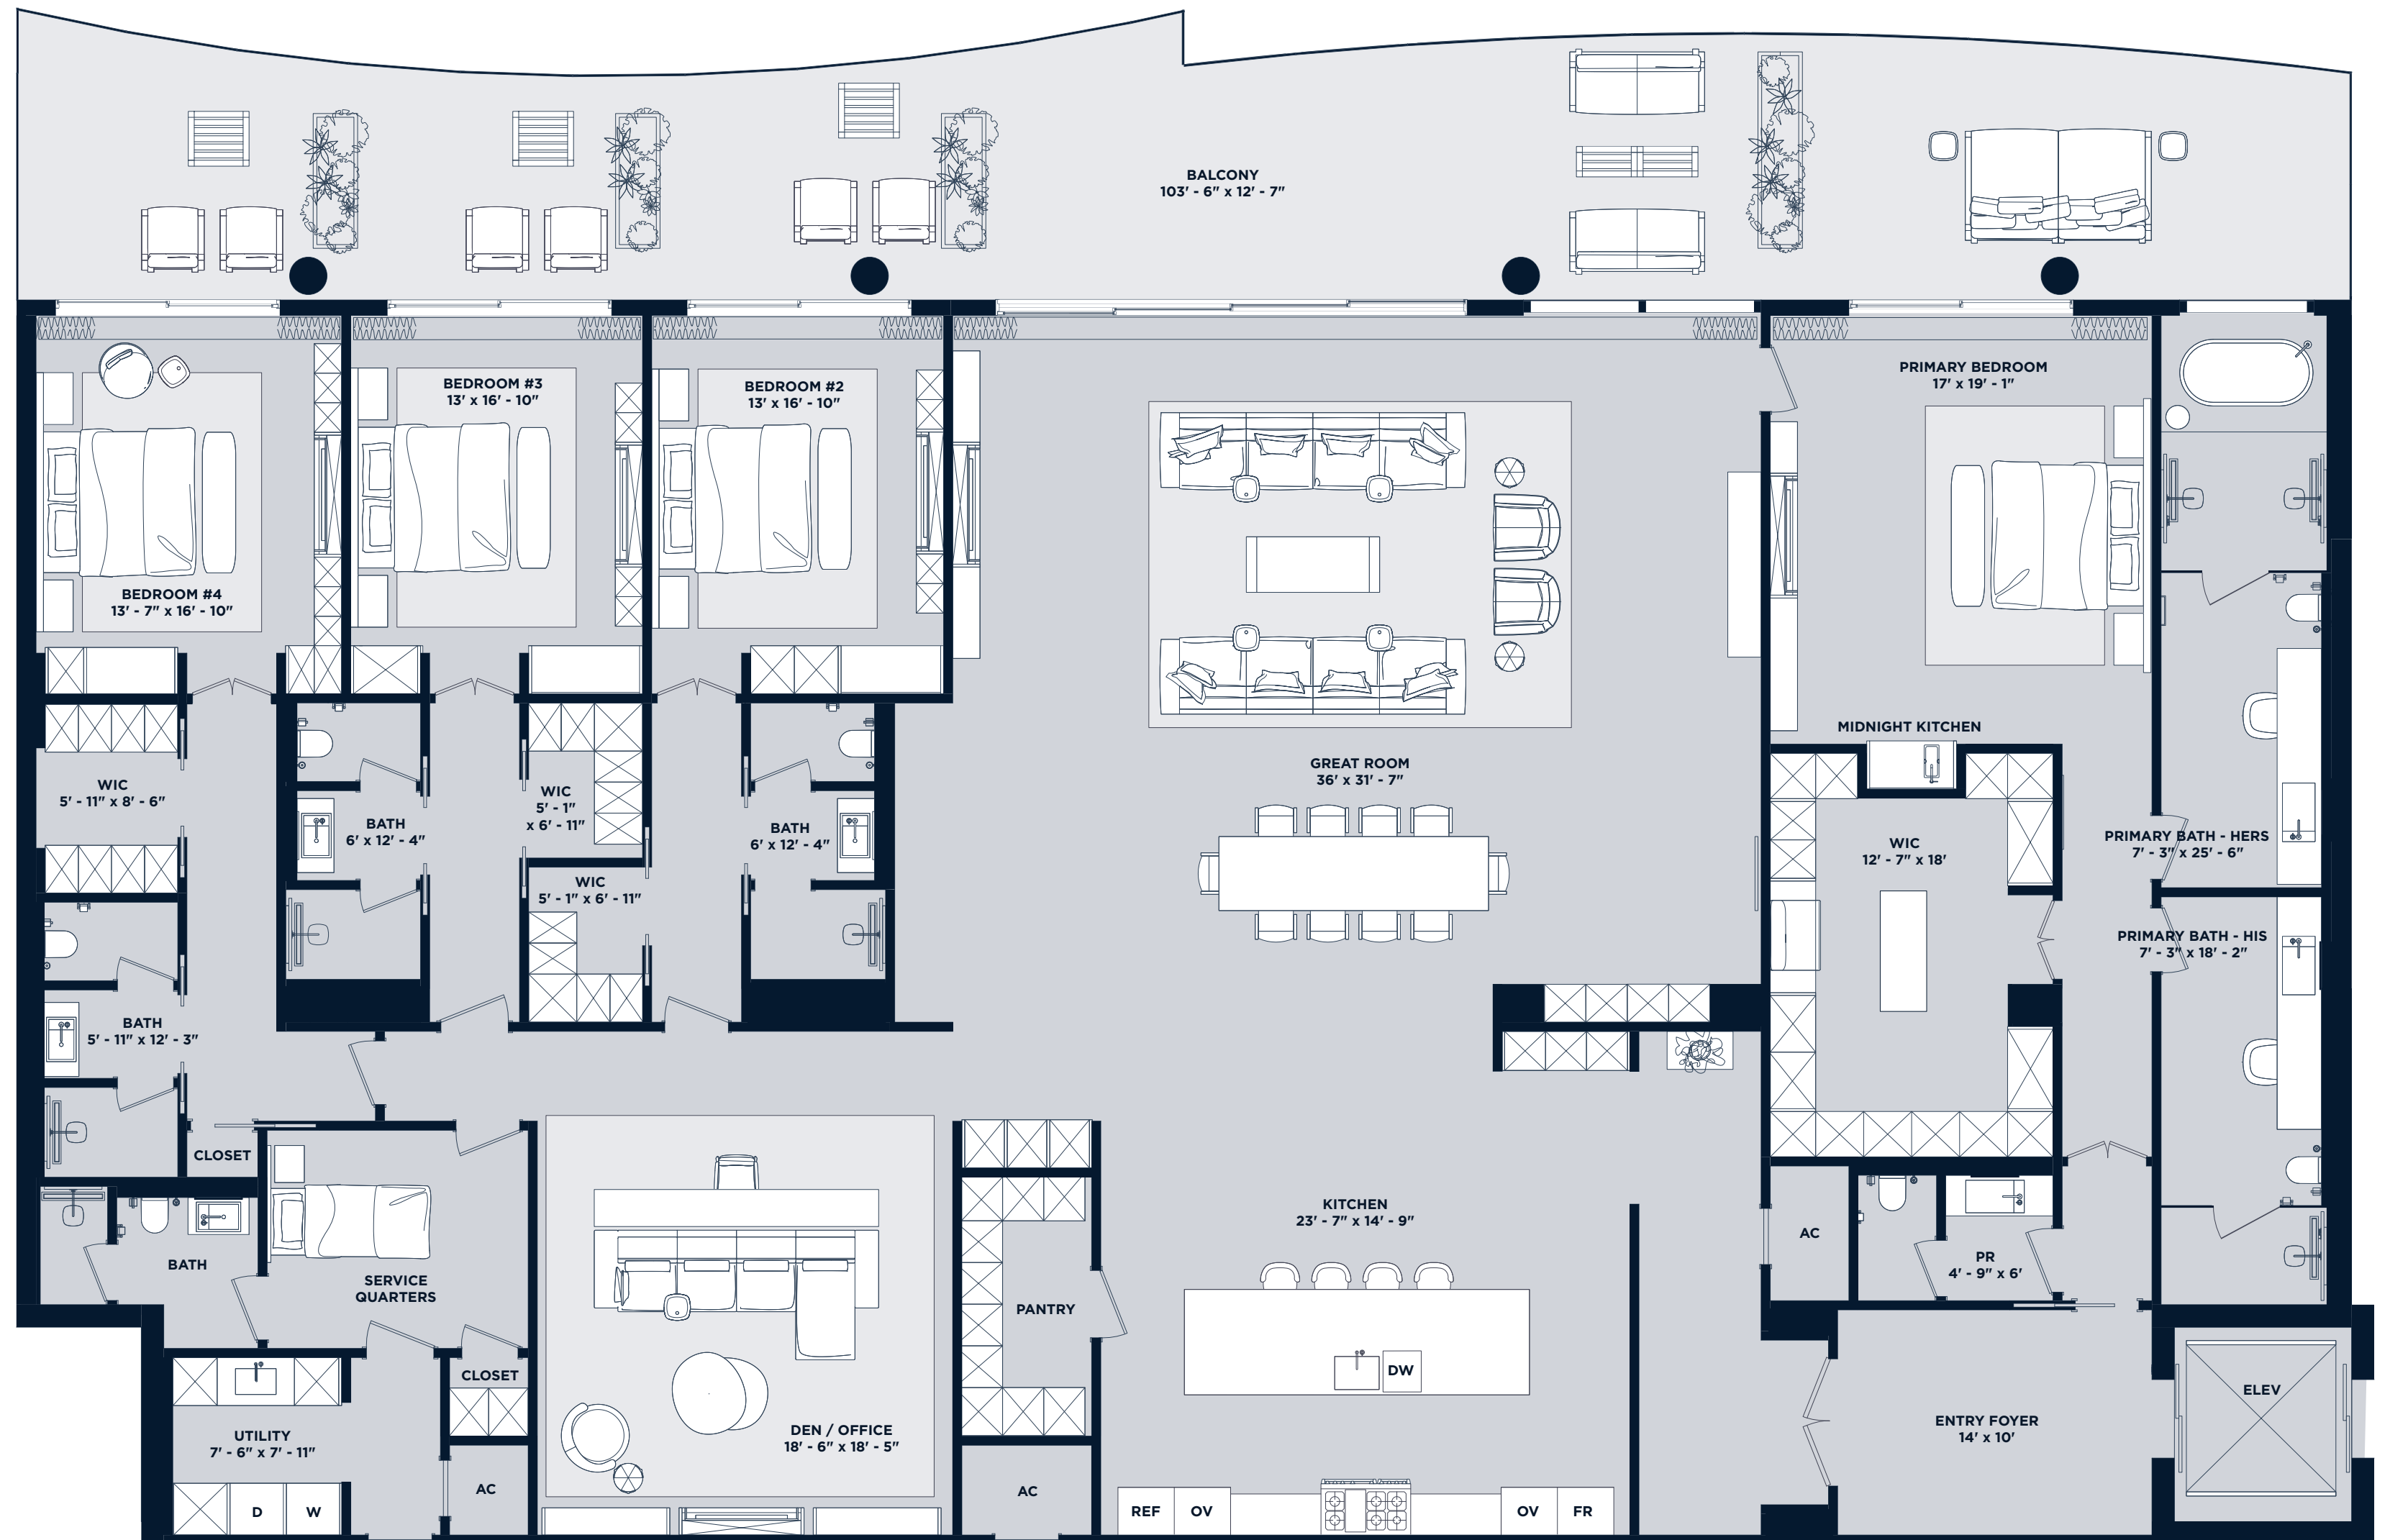 BALCONY
103' - 6" x 12' - 7"
PRIMARY BEDROOM
17' x 19' - 1"
BEDROOM #3
13' x 16' - 10"
BEDROOM #2
13' x 16' - 10"
BEDROOM #4
13' - 7" x 16' - 10"
MIDNIGHT KITCHEN
GREAT ROOM
36' x 31' - 7"
WIC
5' - 11" x 8' - 6"
WIC
5' - 1"
x 6' - 11"
BATH
6' x 12' - 4"
BATH
6' x 12' - 4"
PRIMARY BATH - HERS
7' - 3" x 25' - 6"
WIC
12' - 7" x 18'
WIC
5' - 1" x 6' - 11"
PRIMARY BATH - HIS
7' - 3" x 18' - 2"
BATH
5' - 11" x 12' - 3"
CLOSET
KITCHEN
23' - 7" x 14' - 9"
AC
BATH
PR
4' - 9" x 6'
SERVICE
QUARTERS
PANTRY
CLOSET
DW
ELEV
UTILITY
7' - 6" x 7' - 11"
DEN / OFFICE
18' - 6" x 18' - 5"
ENTRY FOYER
14' x 10'
AC
AC
D
W
REF
OV
OV
FR